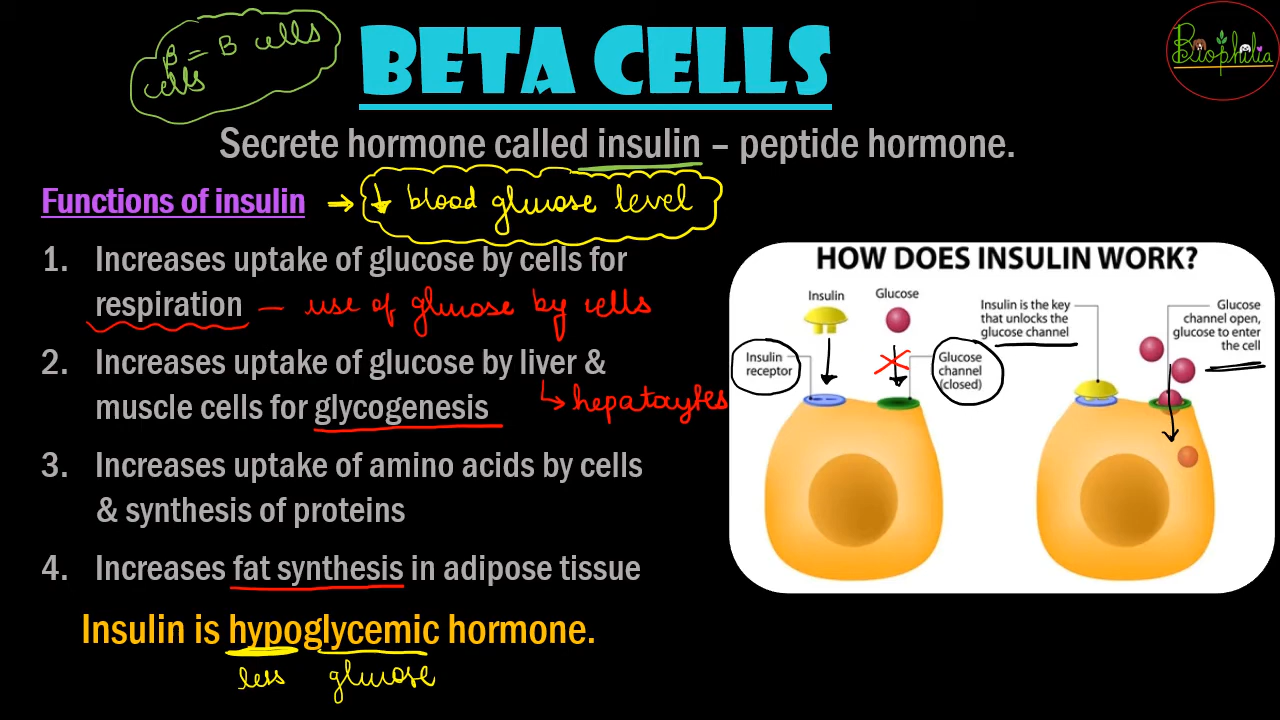 β = B cells
cells
BETA CELLS
Biophilia
Secrete hormone called insulin – peptide hormone.
Functions of insulin → ↓ blood glucose level
1. Increases uptake of glucose by cells for
respiration — use of glucose by cells
2. Increases uptake of glucose by liver &
muscle cells for glycogenesis
↳ hepatocytes
3. Increases uptake of amino acids by cells
& synthesis of proteins
4. Increases fat synthesis in adipose tissue
Insulin is hypoglycemic hormone.
less glucose
HOW DOES INSULIN WORK?
Insulin
Glucose
Insulin
receptor
Glucose
channel
(closed)
Insulin is the key
that unlocks the
glucose channel
Glucose
channel open,
glucose to enter
the cell